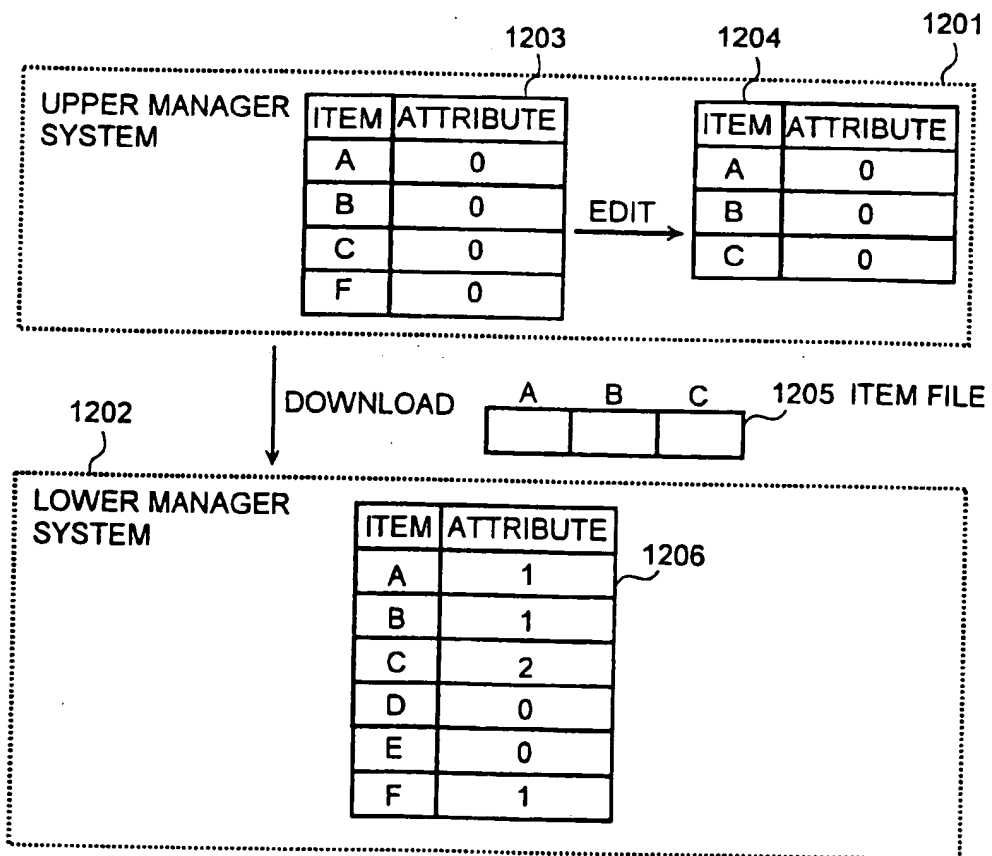 1203 1204 1201
UPPER MANAGER
SYSTEM
ITEM ATTRIBUTE
A 0
B 0
C 0
F 0
EDIT
ITEM ATTRIBUTE
A 0
B 0
C 0
DOWNLOAD
A B C
1205 ITEM FILE
1202
LOWER MANAGER
SYSTEM
ITEM ATTRIBUTE
A 1
B 1
C 2
D 0
E 0
F 1
1206